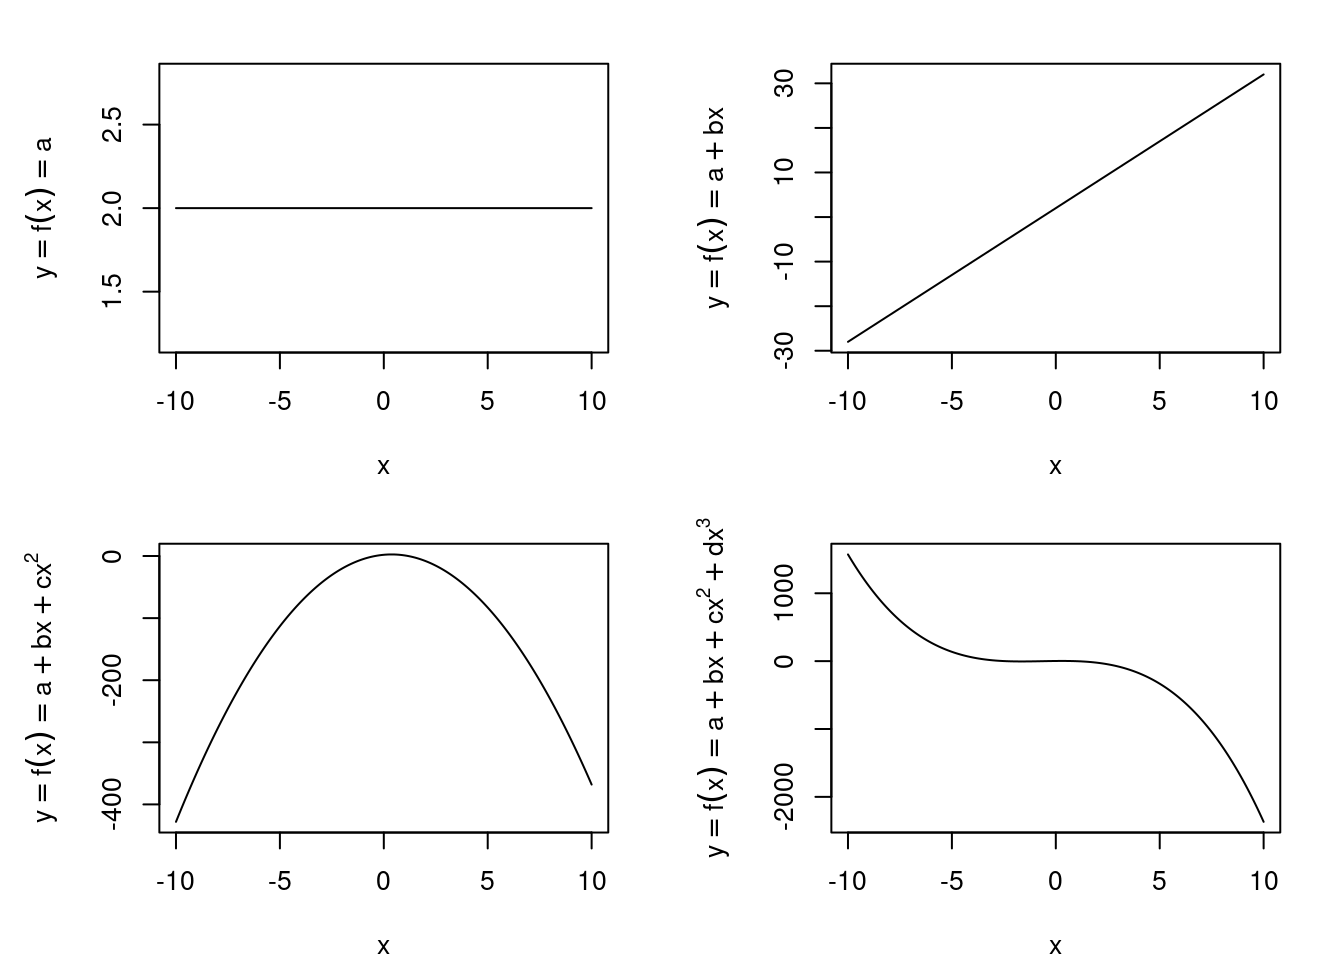 y = f(x) = a
2.5
2.0
1.5
-10 -5 0 5 10
x
y = f(x) = a + bx
30
10
-10
-30
-10 -5 0 5 10
x
y = f(x) = a + bx + cx²
0
-200
-400
-10 -5 0 5 10
x
y = f(x) = a + bx + cx² + dx³
1000
0
-2000
-10 -5 0 5 10
x